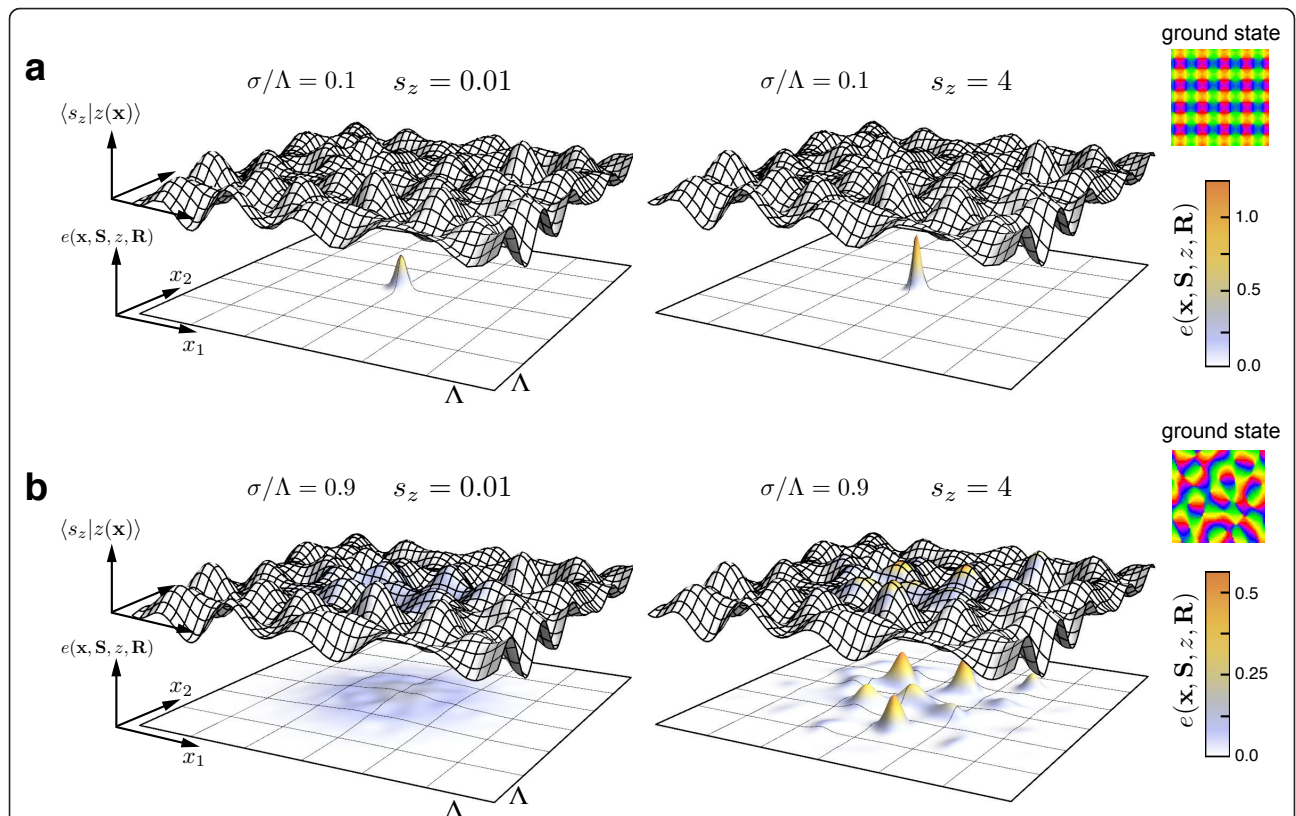 ground state
a
σ/Λ = 0.1 s_z = 0.01
σ/Λ = 0.1 s_z = 4
⟨s_z|z(x)⟩
e(x, S, z, R)
x_2
x_1
Λ
Λ
1.0
0.5
0.0
e(x, S, z, R)
ground state
b
σ/Λ = 0.9 s_z = 0.01
σ/Λ = 0.9 s_z = 4
⟨s_z|z(x)⟩
e(x, S, z, R)
x_2
x_1
Λ
Λ
0.5
0.25
0.0
e(x, S, z, R)